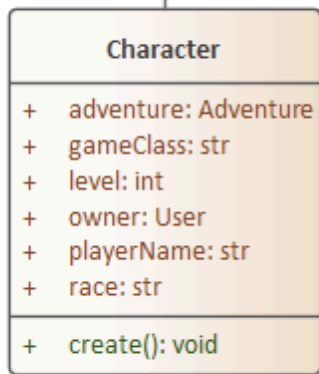 Character
+ adventure: Adventure
+ gameClass: str
+ level: int
+ owner: User
+ playerName: str
+ race: str
+ create(): void